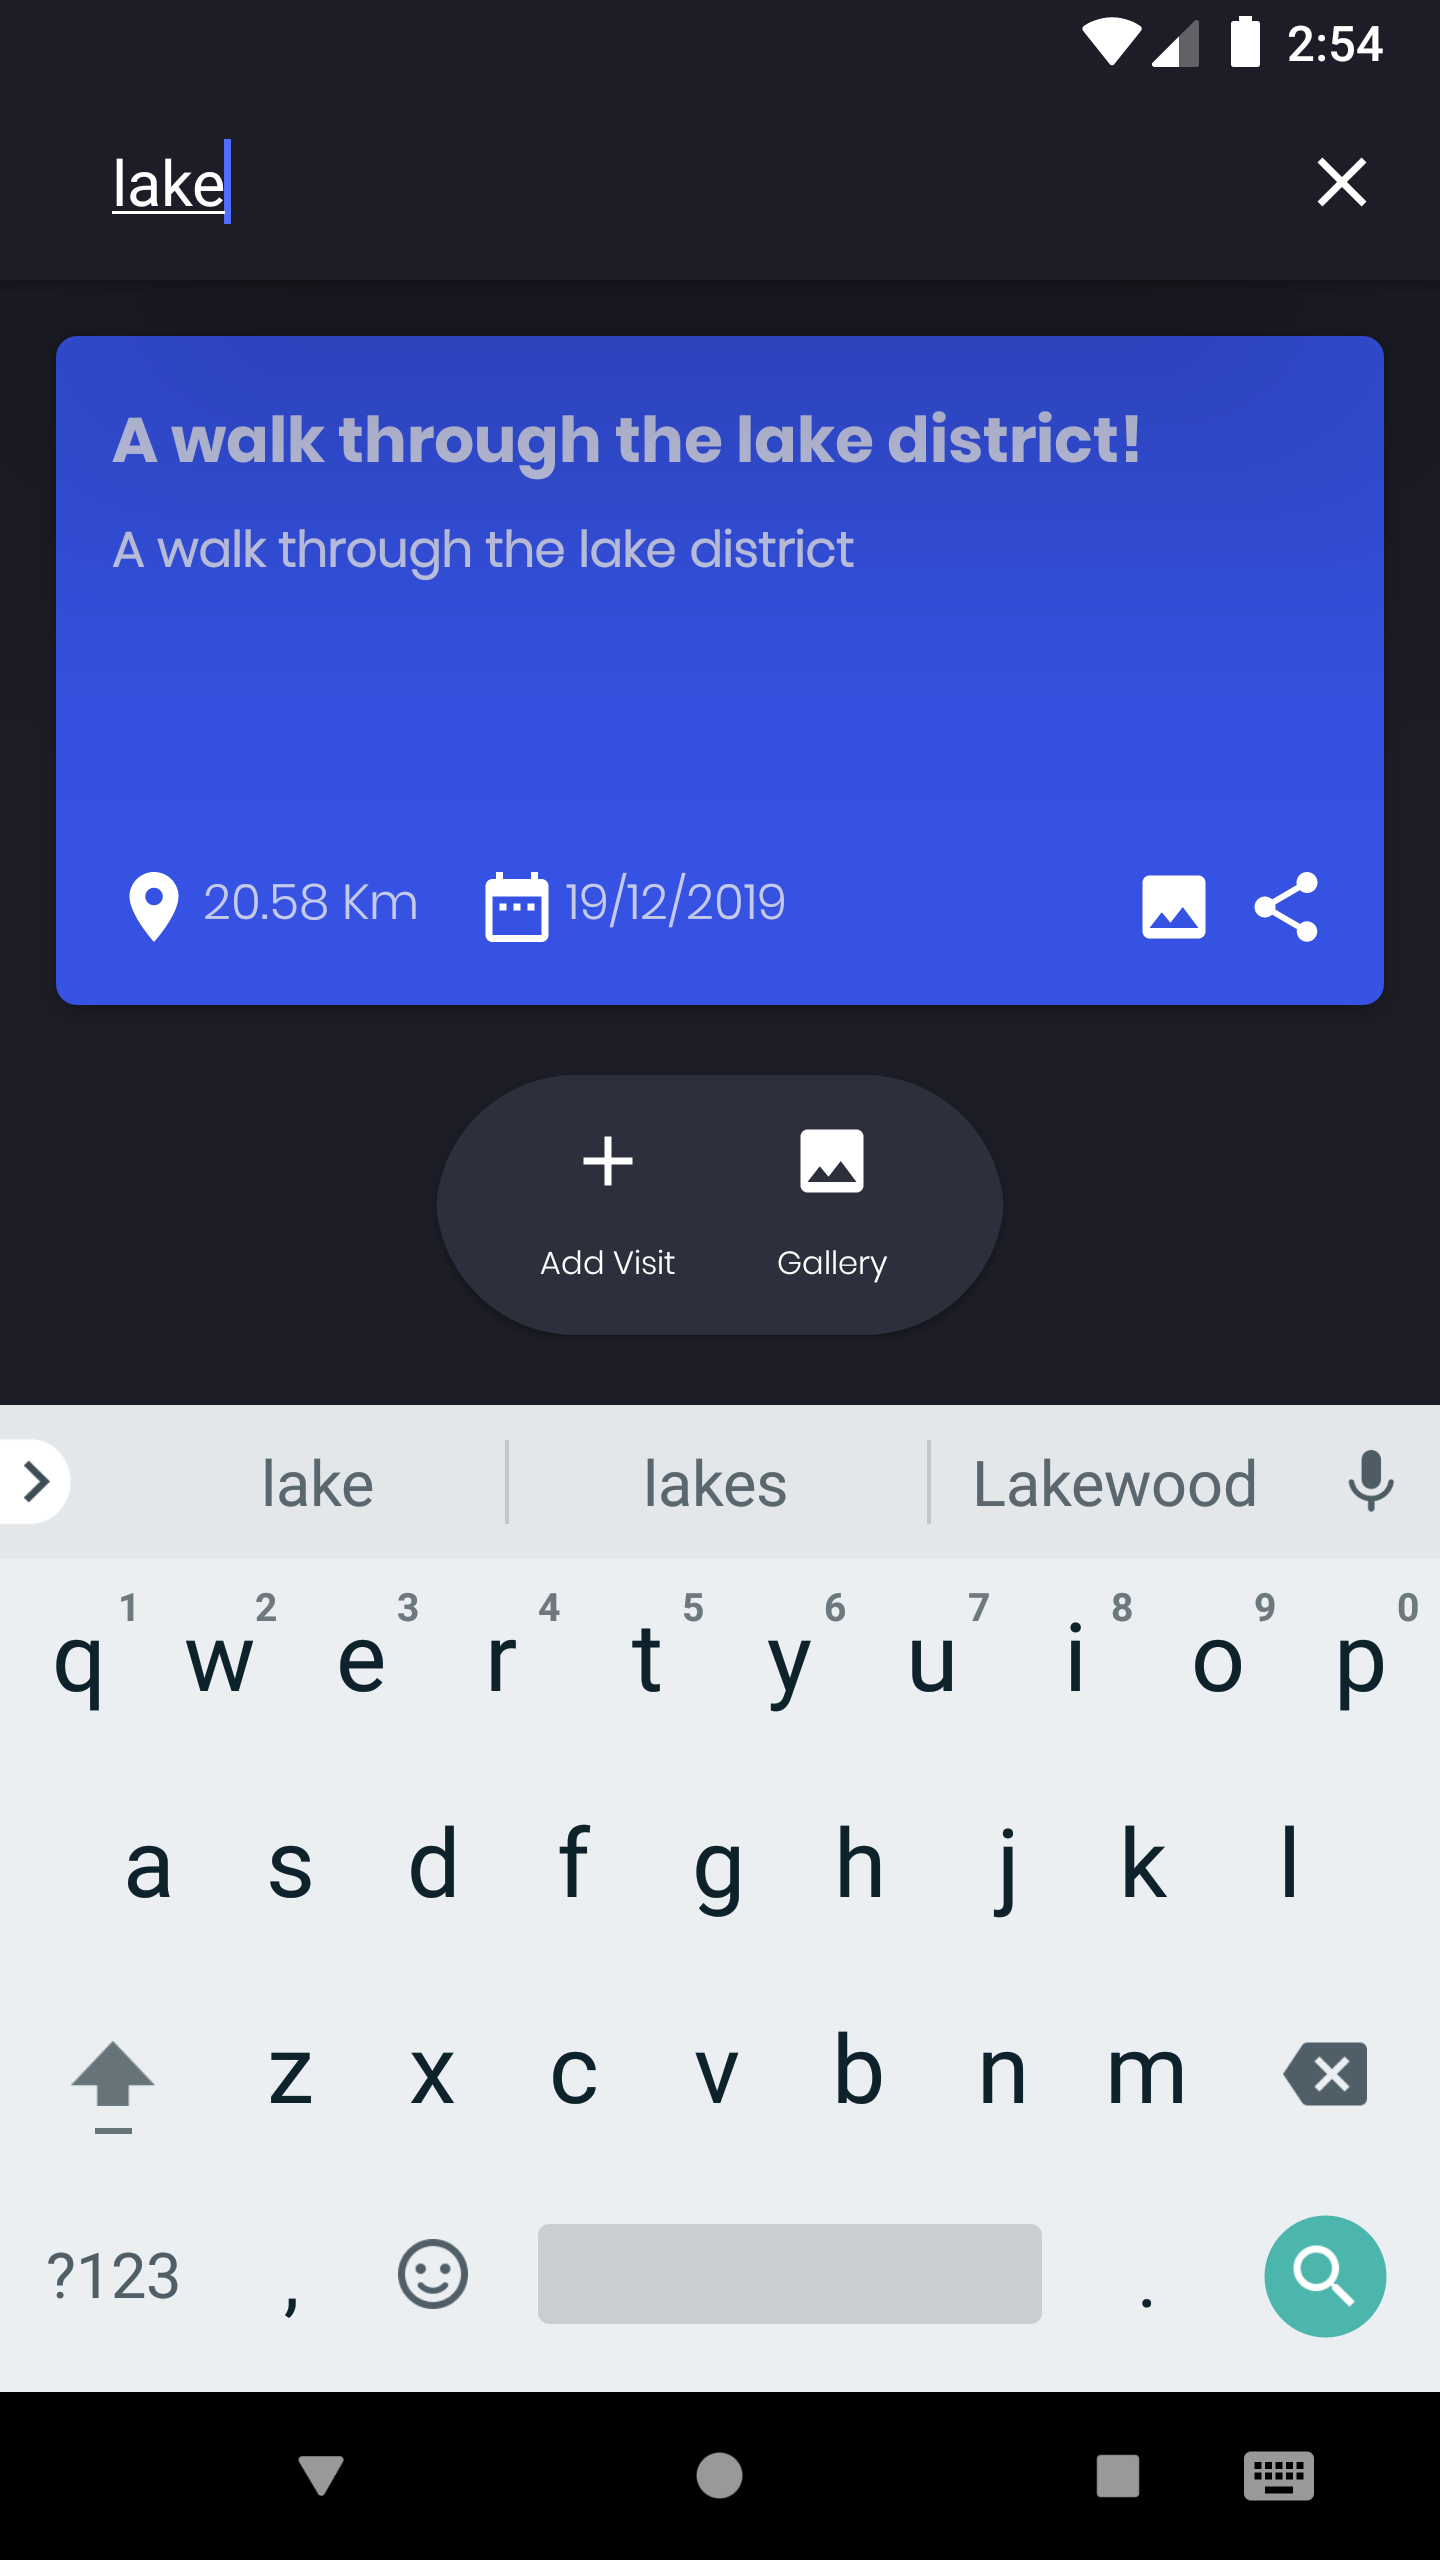 2:54
lake
A walk through the lake district!
A walk through the lake district
20.58 Km 19/12/2019
Add Visit Gallery
lake lakes Lakewood
1 2 3 4 5 6 7 8 9 0
q w e r t y u i o p
a s d f g h j k l
z x c v b n m
?123 , .